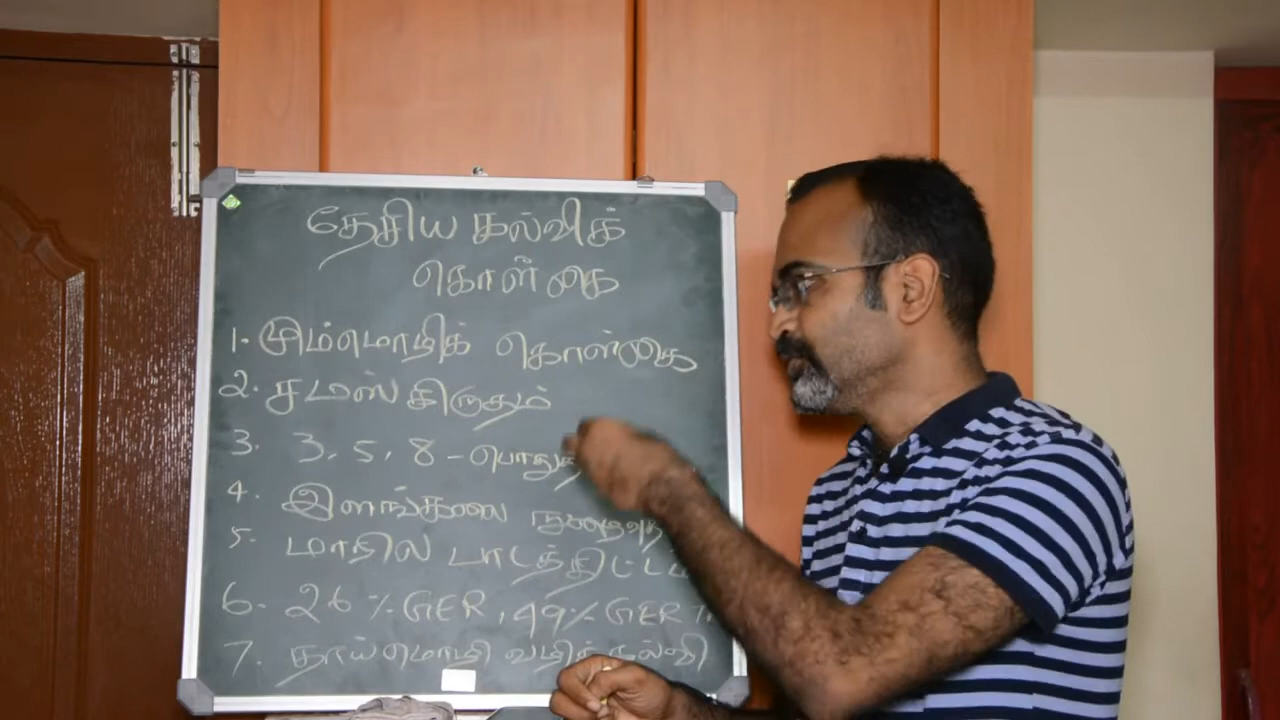 தேசிய கல்விக்
கொள்கை
1. மும்மொழிக் கொள்கை
2. சமஸ்கிருதம்
3. 3, 5, 8 - பொதுத்
4. இளங்கலை நுழைவுத்
5. மாநில பாடத்திட்டம்
6. 26 % GER, 49% GER T.
7. தாய்மொழி வழிக்கல்வி